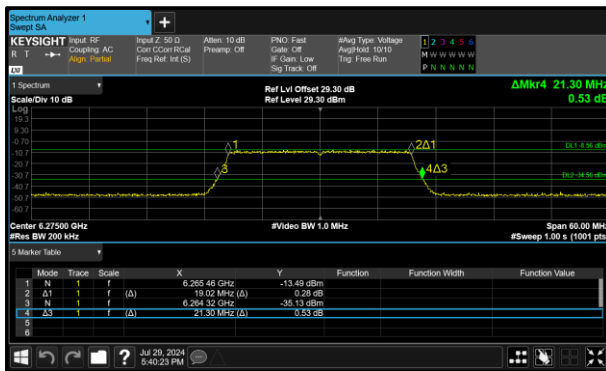 Spectrum Analyzer 1
Swept SA
KEYSIGHT Input: RF Input Z: 50 Ω Atten: 10 dB PNO: Fast #Avg Type: Voltage 1 2 3 4 5 6
R T Coupling: AC Corr CCorr RCal Preamp: Off Gate: Off Avg|Hold: 10/10 M W W W W W
Align: Partial Freq Ref: Int (S) IF Gain: Low Trig: Free Run P N N N N N
LXI Sig Track: Off
1 Spectrum Ref Lvl Offset 29.30 dB ΔMkr4 21.30 MHz
Scale/Div 10 dB Ref Level 29.30 dBm 0.53 dB
Log
19.3
9.30
-0.70
-10.7
-20.7
-30.7
-40.7
-50.7
-60.7
1
2Δ1
DL1 -8.56 dBm
3
4Δ3
DL2 -34.56 dBm
Center 6.27500 GHz #Video BW 1.0 MHz Span 60.00 MHz
#Res BW 200 kHz #Sweep 1.00 s (1001 pts
5 Marker Table
Mode Trace Scale X Y Function Function Width Function Value
1 N 1 f 6.265 46 GHz -13.49 dBm
2 Δ1 1 f (Δ) 19.02 MHz (Δ) 0.28 dB
3 N 1 f 6.264 32 GHz -35.13 dBm
4 Δ3 1 f (Δ) 21.30 MHz (Δ) 0.53 dB
5
6
Jul 29, 2024
5:40:23 PM